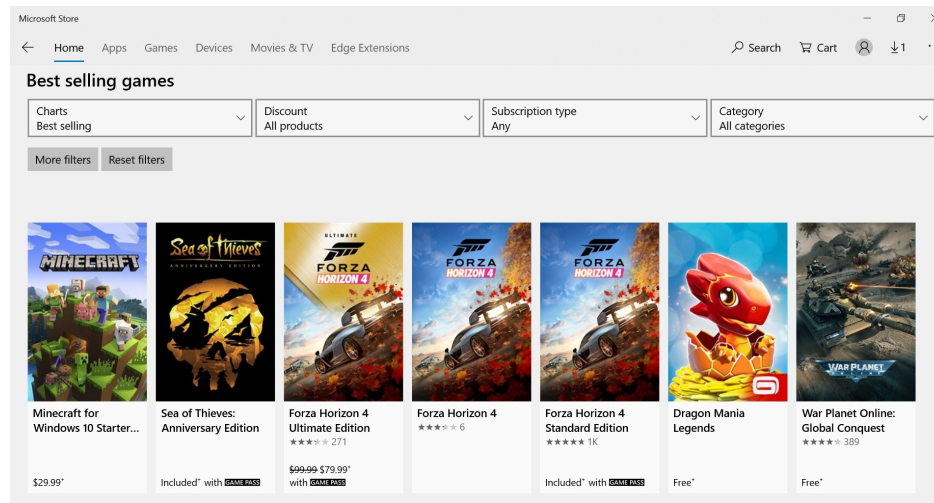 Microsoft Store
Home Apps Games Devices Movies & TV Edge Extensions Search Cart 1
Best selling games
Charts
Best selling
Discount
All products
Subscription type
Any
Category
All categories
More filters Reset filters
MINECRAFT
Sea of Thieves
ANNIVERSARY EDITION
ULTIMATE
FORZA
HORIZON 4
FORZA
HORIZON 4
FORZA
HORIZON 4
WAR PLANET
ONLINE
Minecraft for
Windows 10 Starter...
$29.99+
Sea of Thieves:
Anniversary Edition
Included+ with GAME PASS
Forza Horizon 4
Ultimate Edition
★★★★★ 271
$99.99 $79.99+
with GAME PASS
Forza Horizon 4
★★★★★ 6
Forza Horizon 4
Standard Edition
★★★★★ 1K
Included+ with GAME PASS
Dragon Mania
Legends
Free+
War Planet Online:
Global Conquest
★★★★★ 389
Free+